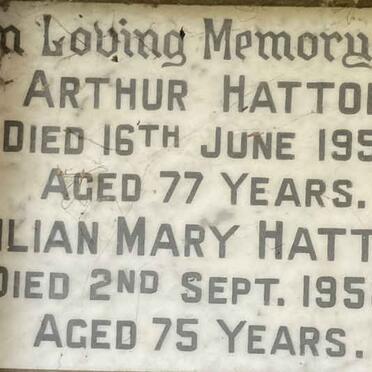 In Loving Memory
ARTHUR HATTO
DIED 16TH JUNE 195
AGED 77 YEARS.
ILIAN MARY HATT
DIED 2ND SEPT. 195
AGED 75 YEARS.